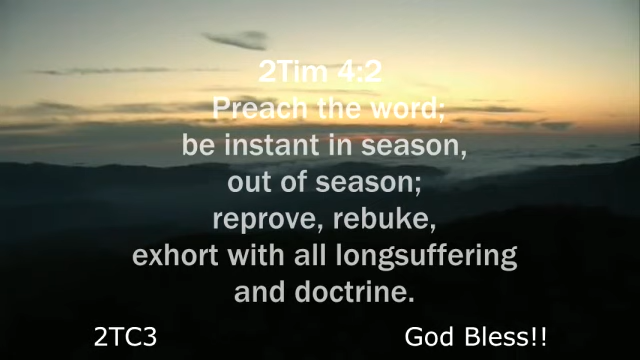 2Tim 4:2
Preach the word;
be instant in season,
out of season;
reprove, rebuke,
exhort with all longsuffering
and doctrine.
2TC3 God Bless!!